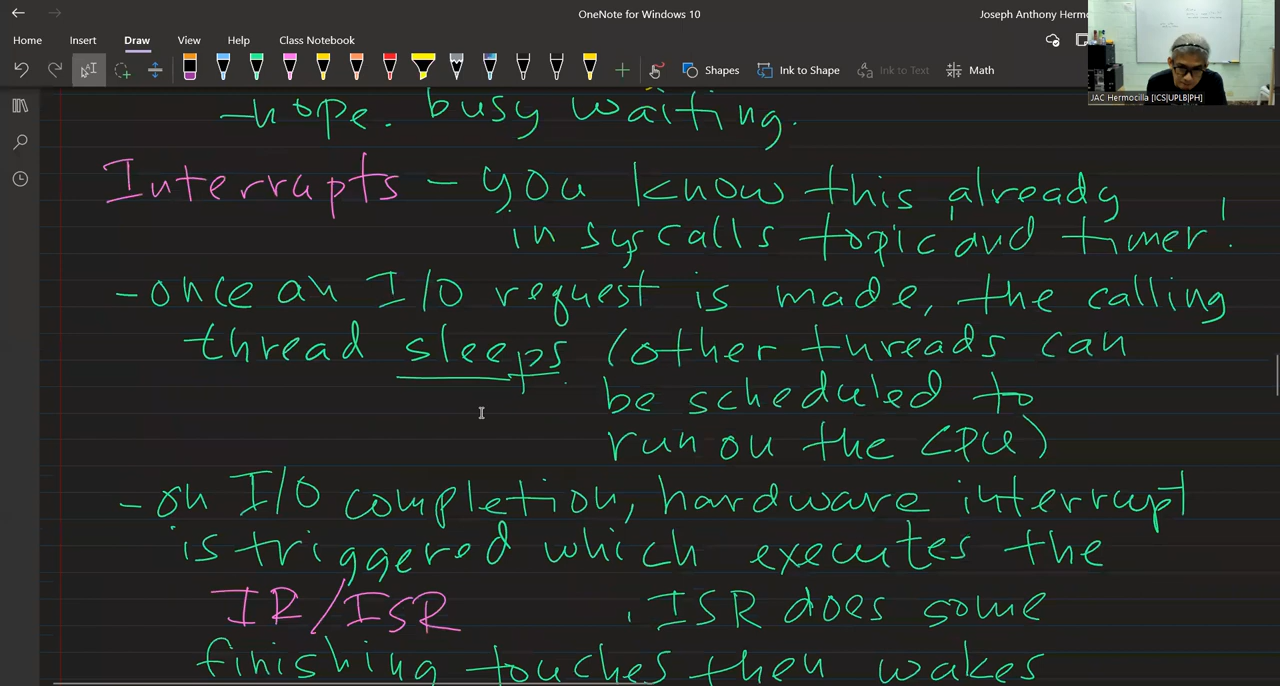 OneNote for Windows 10
Joseph Anthony Hermo
Home Insert Draw View Help Class Notebook
Shapes Ink to Shape Ink to Text Math
JAC Hermocilla [ICS|UPLB|PH]
-nope. busy waiting.
Interrupts - you know this already
in syscalls topic and timer!
- once an I/O request is made, the calling
thread sleeps (other threads can
be scheduled to
run on the CPU)
- on I/O completion, hardware interrupt
is triggered which executes the
IR/ISR . ISR does some
finishing touches then wakes